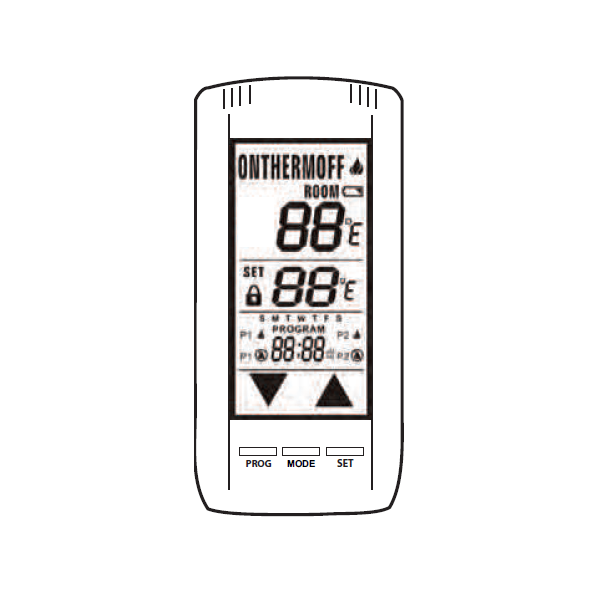 ONTHERMOFF
ROOM
88°E
SET
88°E
S M T W T F S
PROGRAM
P1 P2
88:88
P1 P2
PROG MODE SET